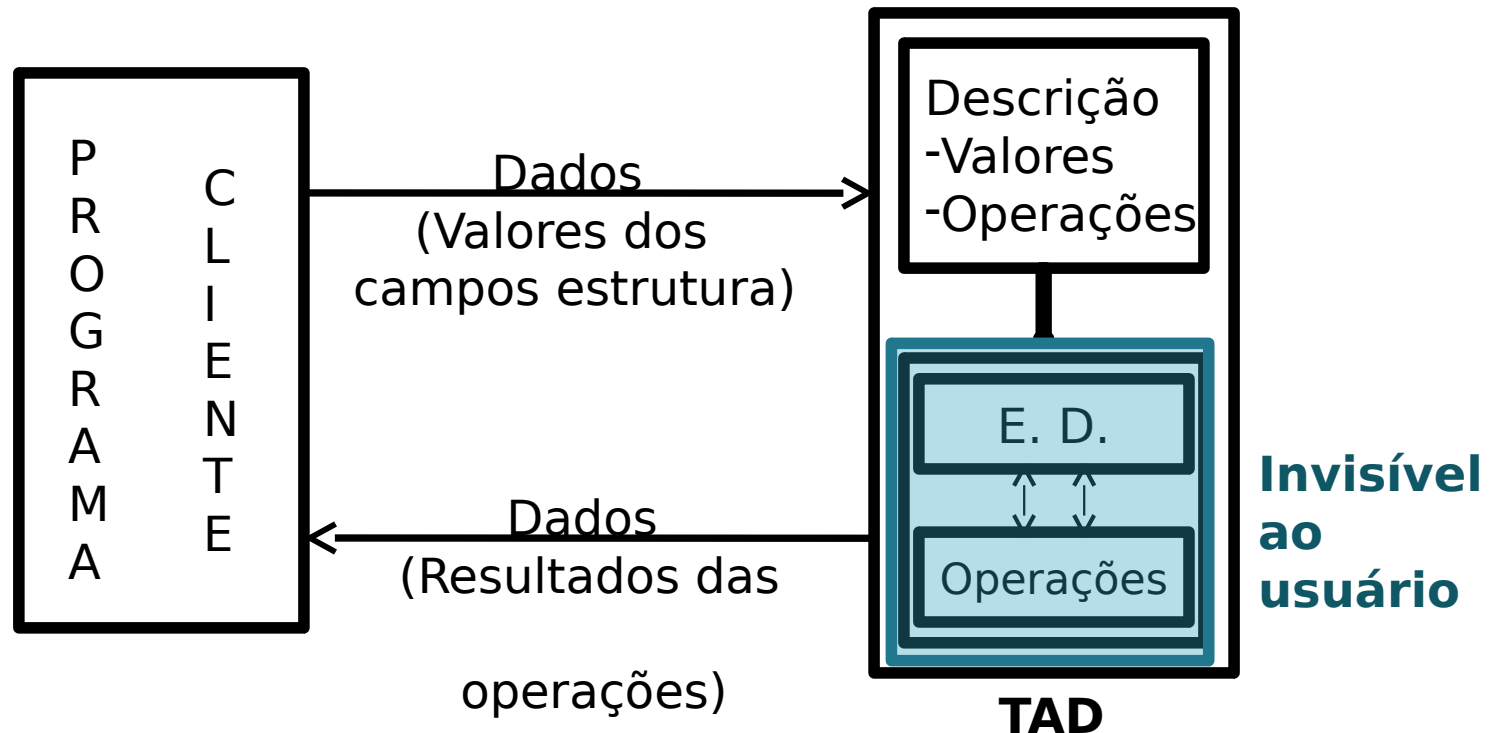 PROGRAMA
CLIENTE
Dados
(Valores dos
campos estrutura)
Dados
(Resultados das
operações)
Descrição
-Valores
-Operações
E. D.
Operações
TAD
Invisível
ao
usuário